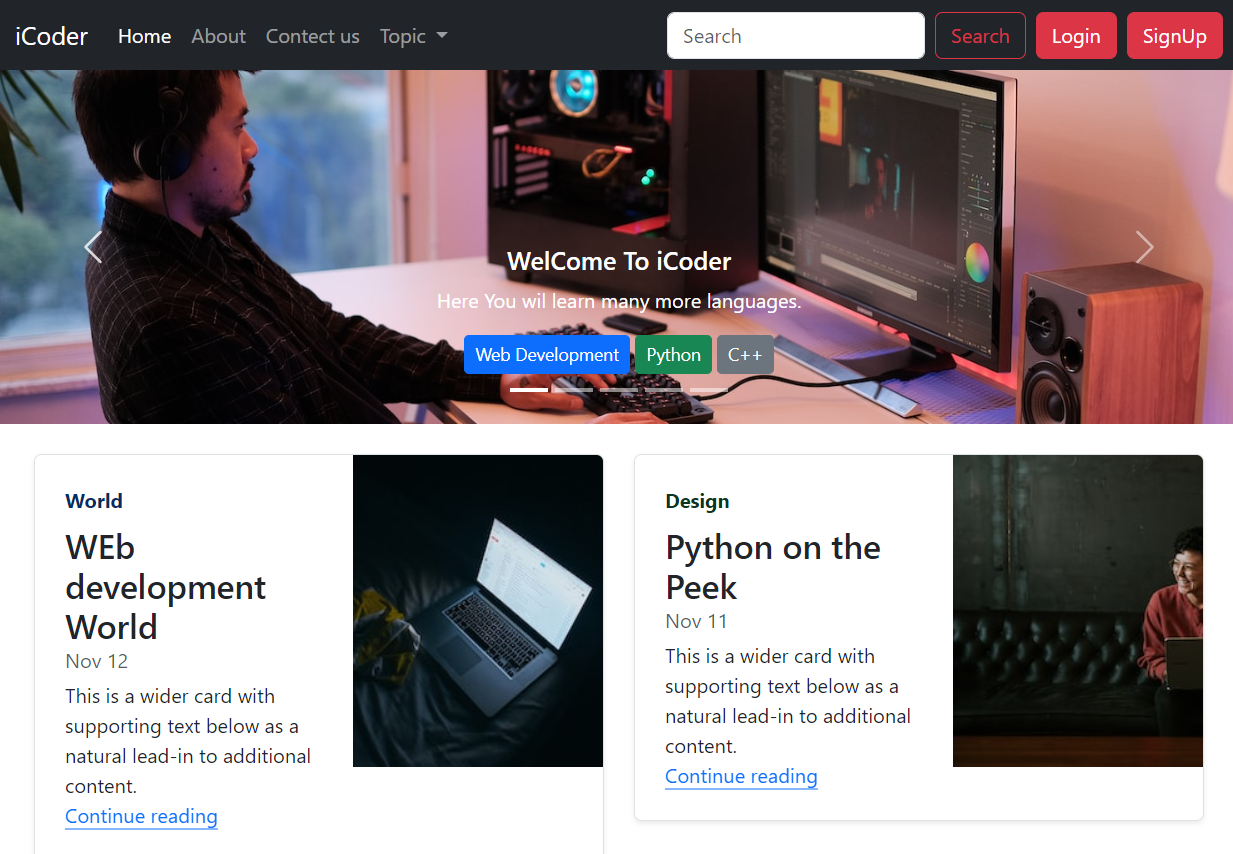 iCoder Home About Contect us Topic Search Search Login SignUp
WelCome To iCoder
Here You wil learn many more languages.
Web Development Python C++
World
WEb
development
World
Nov 12
This is a wider card with
supporting text below as a
natural lead-in to additional
content.
Continue reading
Design
Python on the
Peek
Nov 11
This is a wider card with
supporting text below as a
natural lead-in to additional
content.
Continue reading